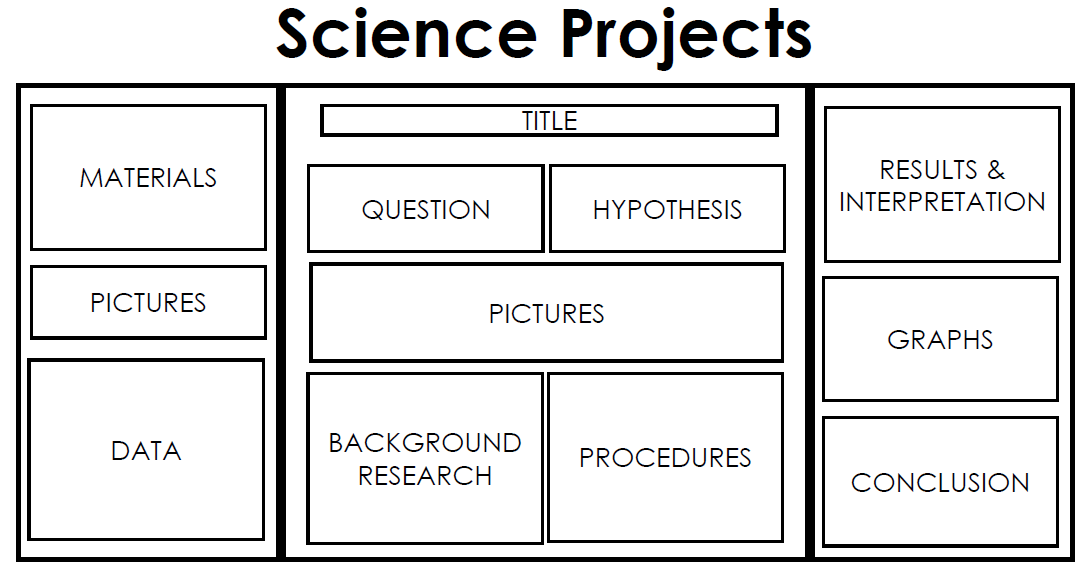 Science Projects
MATERIALS
PICTURES
DATA
TITLE
QUESTION
HYPOTHESIS
PICTURES
BACKGROUND
RESEARCH
PROCEDURES
RESULTS &
INTERPRETATION
GRAPHS
CONCLUSION